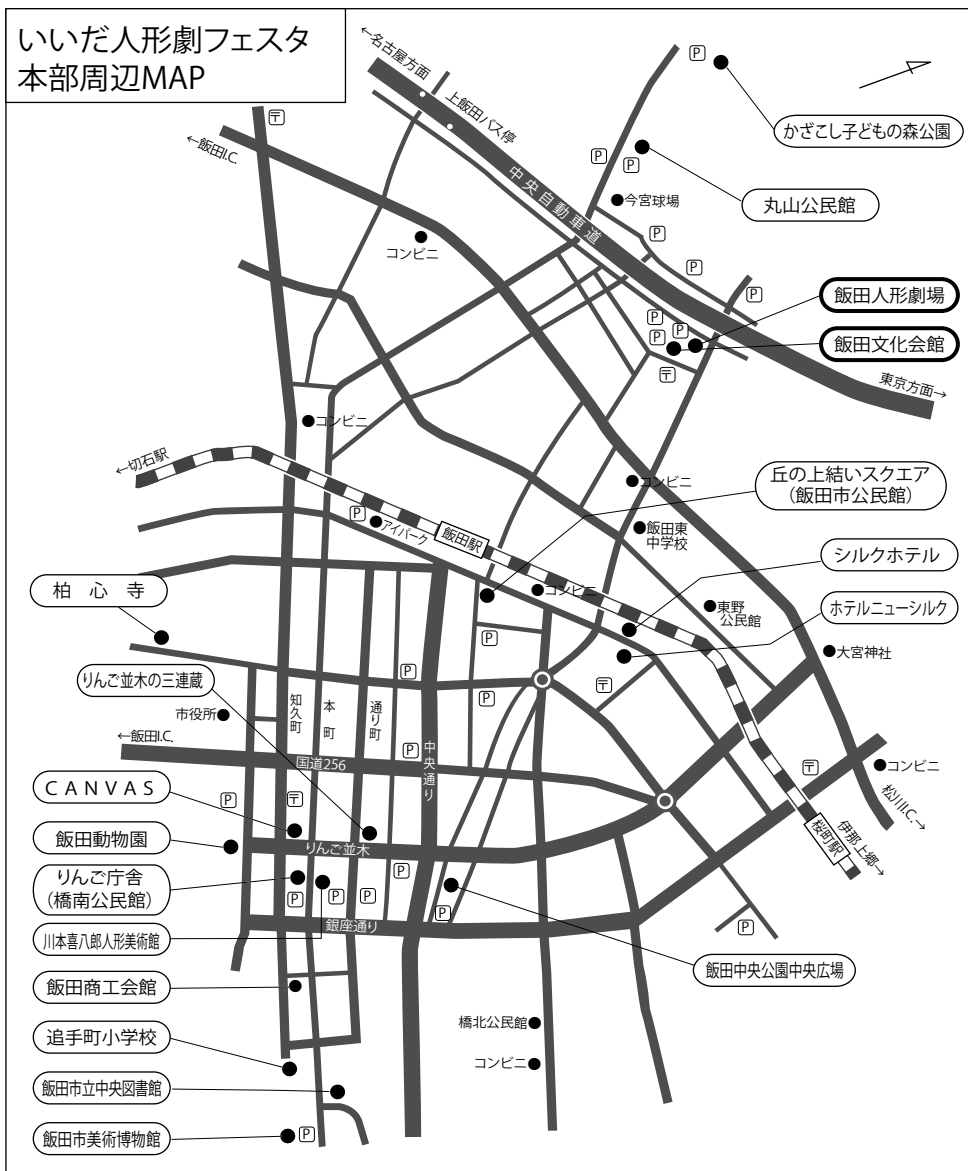 いいだ人形劇フェスタ
本部周辺MAP
←名古屋方面
上飯田バス停
P
かざこし子どもの森公園
〒
←飯田I.C.
中央自動車道
P
P
丸山公民館
今宮球場
コンビニ
P
P
P
飯田人形劇場
P
P
P
飯田文化会館
〒
東京方面→
コンビニ
←切石駅
コンビニ
丘の上結いスクエア
(飯田市公民館)
P
アイパーク
飯田駅
飯田東
中学校
シルクホテル
柏心寺
コンビニ
東野
公民館
ホテルニューシルク
P
大宮神社
りんご並木の三連蔵
P
〒
市役所
知久町
本町
通り町
P
←飯田I.C.
国道256
P
中央通り
〒
コンビニ
CANVAS
P
〒
松川I.C.→
飯田動物園
りんご並木
桜町駅
伊那上郷→
りんご庁舎
(橋南公民館)
P
P
P
P
P
川本喜八郎人形美術館
銀座通り
P
飯田中央公園中央広場
飯田商工会館
橋北公民館
追手町小学校
コンビニ
飯田市立中央図書館
飯田市美術博物館
P